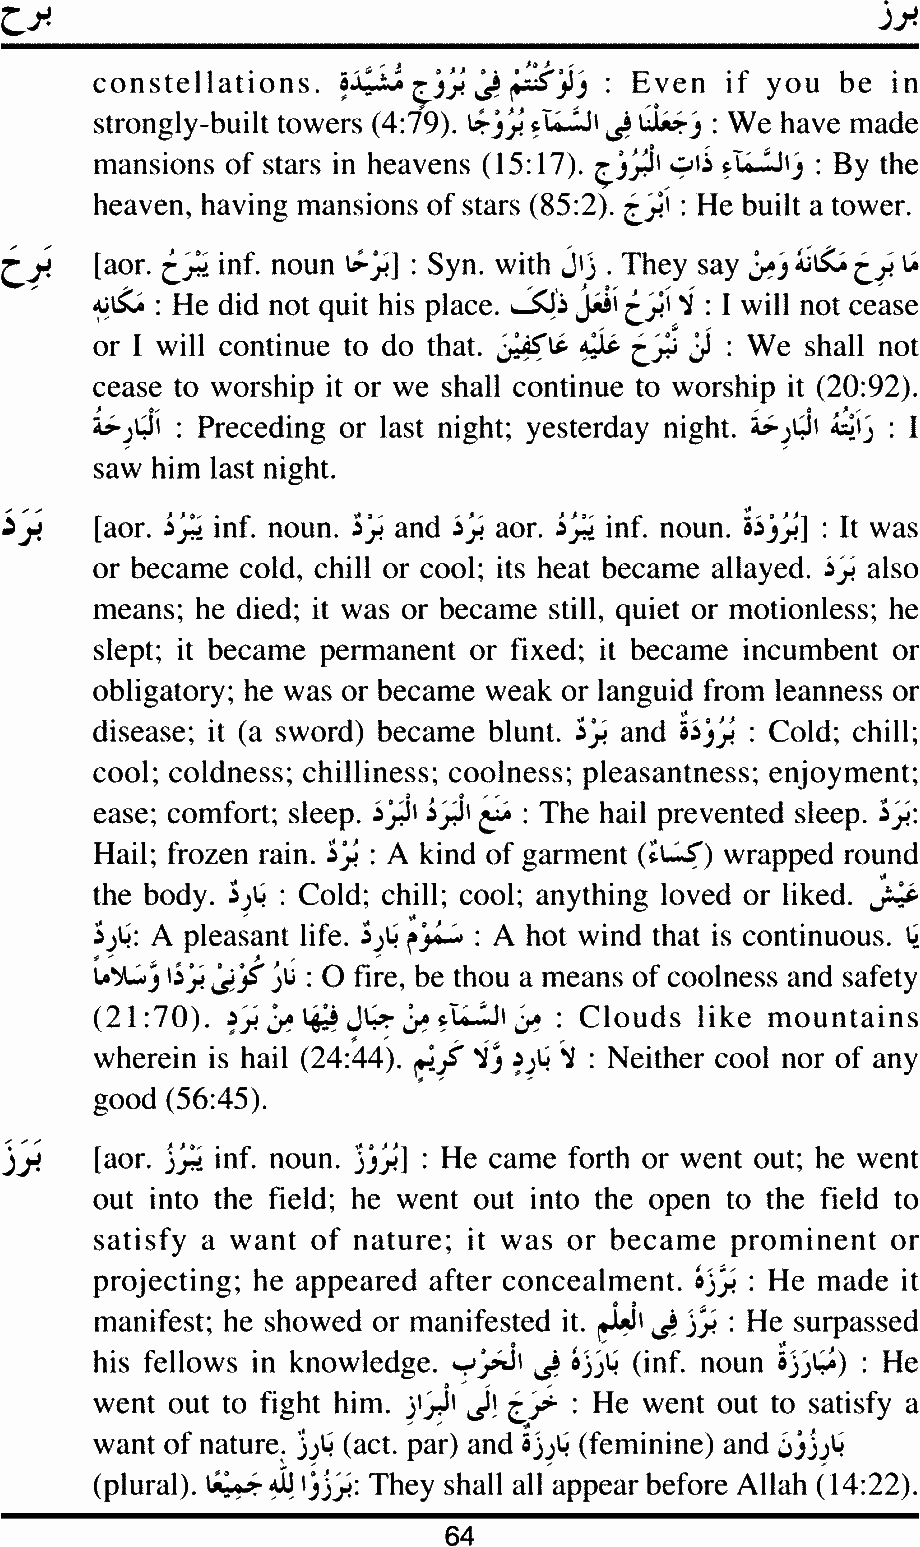 برح برز
constellations. وَلَوْ كُنْتُمْ فِیْ بُرُوْجٍ مُّشَیَّدَةٍ : Even if you be in
strongly-built towers (4:79). وَجَعَلْنَا فِی السَّمَآءِ بُرُوْجًا : We have made
mansions of stars in heavens (15:17). وَالسَّمَآءِ ذَاتِ الْبُرُوْجِ : By the
heaven, having mansions of stars (85:2). اَبْرَجَ : He built a tower.
بَرِحَ [aor. یَبْرَحُ inf. noun بَرْحًا] : Syn. with زَالَ . They say مَا بَرِحَ مَكَانَهُ وَمِنْ
مَكَانِهٖ : He did not quit his place. لَا اَبْرَحُ اَفْعَلُ ذٰلِکَ : I will not cease
or I will continue to do that. لَنْ نَّبْرَحَ عَلَیْهِ عَاكِفِیْنَ : We shall not
cease to worship it or we shall continue to worship it (20:92).
اَلْبَارِحَةُ : Preceding or last night; yesterday night. رَاَیْتُهُ الْبَارِحَةَ : I
saw him last night.
بَرَدَ [aor. یَبْرُدُ inf. noun. بَرْدٌ and بَرُدَ aor. یَبْرُدُ inf. noun. بُرُوْدَةٌ] : It was
or became cold, chill or cool; its heat became allayed. بَرَدَ also
means; he died; it was or became still, quiet or motionless; he
slept; it became permanent or fixed; it became incumbent or
obligatory; he was or became weak or languid from leanness or
disease; it (a sword) became blunt. بَرْدٌ and بُرُوْدَةٌ : Cold; chill;
cool; coldness; chilliness; coolness; pleasantness; enjoyment;
ease; comfort; sleep. مَنَعَ الْبَرَدُ الْبَرْدَ : The hail prevented sleep. بَرَدٌ:
Hail; frozen rain. بُرْدٌ : A kind of garment (كِسَاءٌ) wrapped round
the body. بَارِدٌ : Cold; chill; cool; anything loved or liked. عَیْشٌ
بَارِدٌ: A pleasant life. سَمُوْمٌ بَارِدٌ : A hot wind that is continuous. یَا
نَارُ كُوْنِیْ بَرْدًا وَّسَلَامًا : O fire, be thou a means of coolness and safety
(21:70). مِنَ السَّمَآءِ مِنْ جِبَالٍ فِیْهَا مِنْ بَرَدٍ : Clouds like mountains
wherein is hail (24:44). لَا بَارِدٍ وَّلَا كَرِیْمٍ : Neither cool nor of any
good (56:45).
بَرَزَ [aor. یَبْرُزُ inf. noun. بُرُوْزٌ] : He came forth or went out; he went
out into the field; he went out into the open to the field to
satisfy a want of nature; it was or became prominent or
projecting; he appeared after concealment. بَرَّزَهُ : He made it
manifest; he showed or manifested it. بَرَّزَ فِی الْعِلْمِ : He surpassed
his fellows in knowledge. بَارَزَهُ فِی الْحَرْبِ (inf. noun مُبَارَزَةٌ) : He
went out to fight him. خَرَجَ اِلَی الْبَرَازِ : He went out to satisfy a
want of nature. بَارِزٌ (act. par) and بَارِزَةٌ (feminine) and بَارِزُوْنَ
(plural). بَرَزُوْا لِلّٰهِ جَمِیْعًا: They shall all appear before Allah (14:22).
64